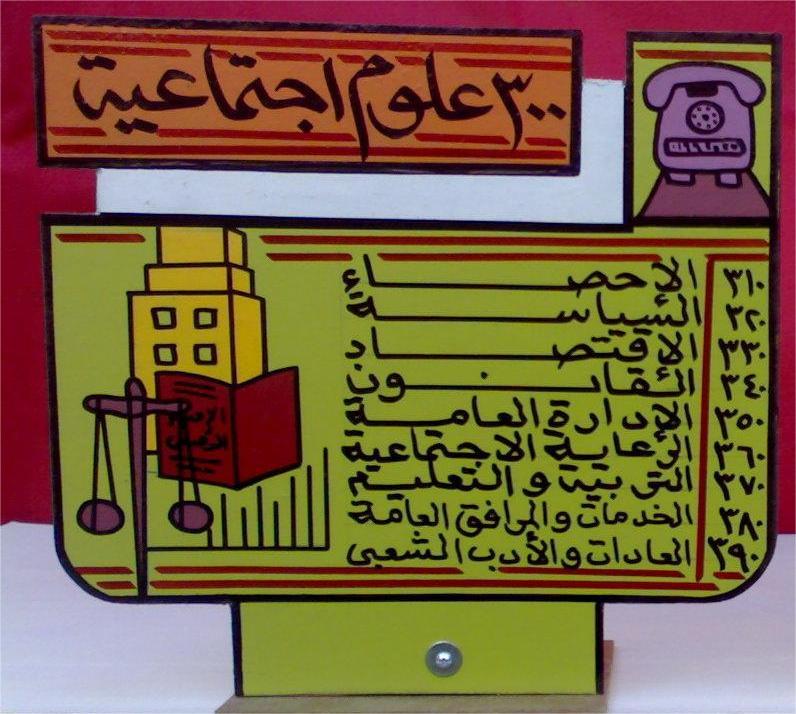 ٣٠٠ علوم اجتماعية
٣١٠ الإحصاء
٣٢٠ السياسة
٣٣٠ الاقتصاد
٣٤٠ القانون
٣٥٠ الإدارة العامة
٣٦٠ الرعاية الاجتماعية
٣٧٠ التربية و التعليم
٣٨٠ الخدمات والمرافق العامة
٣٩٠ العادات والأدب الشعبي